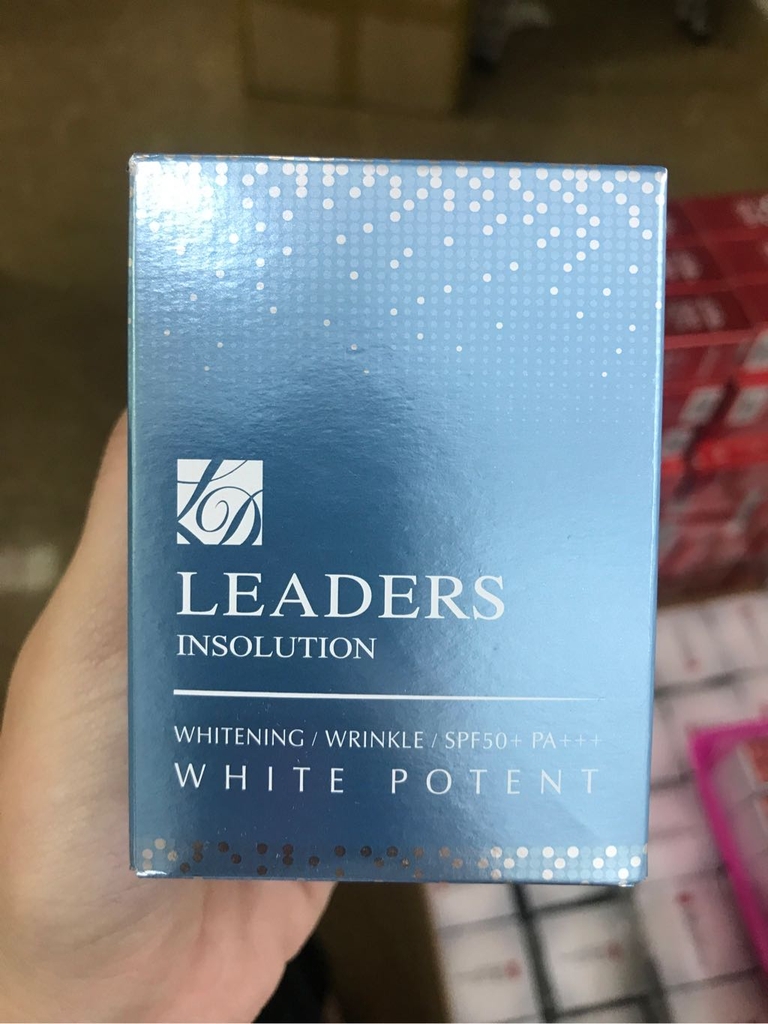 LEADERS
INSOLUTION
WHITENING / WRINKLE / SPF50+ PA+++
WHITE POTENT